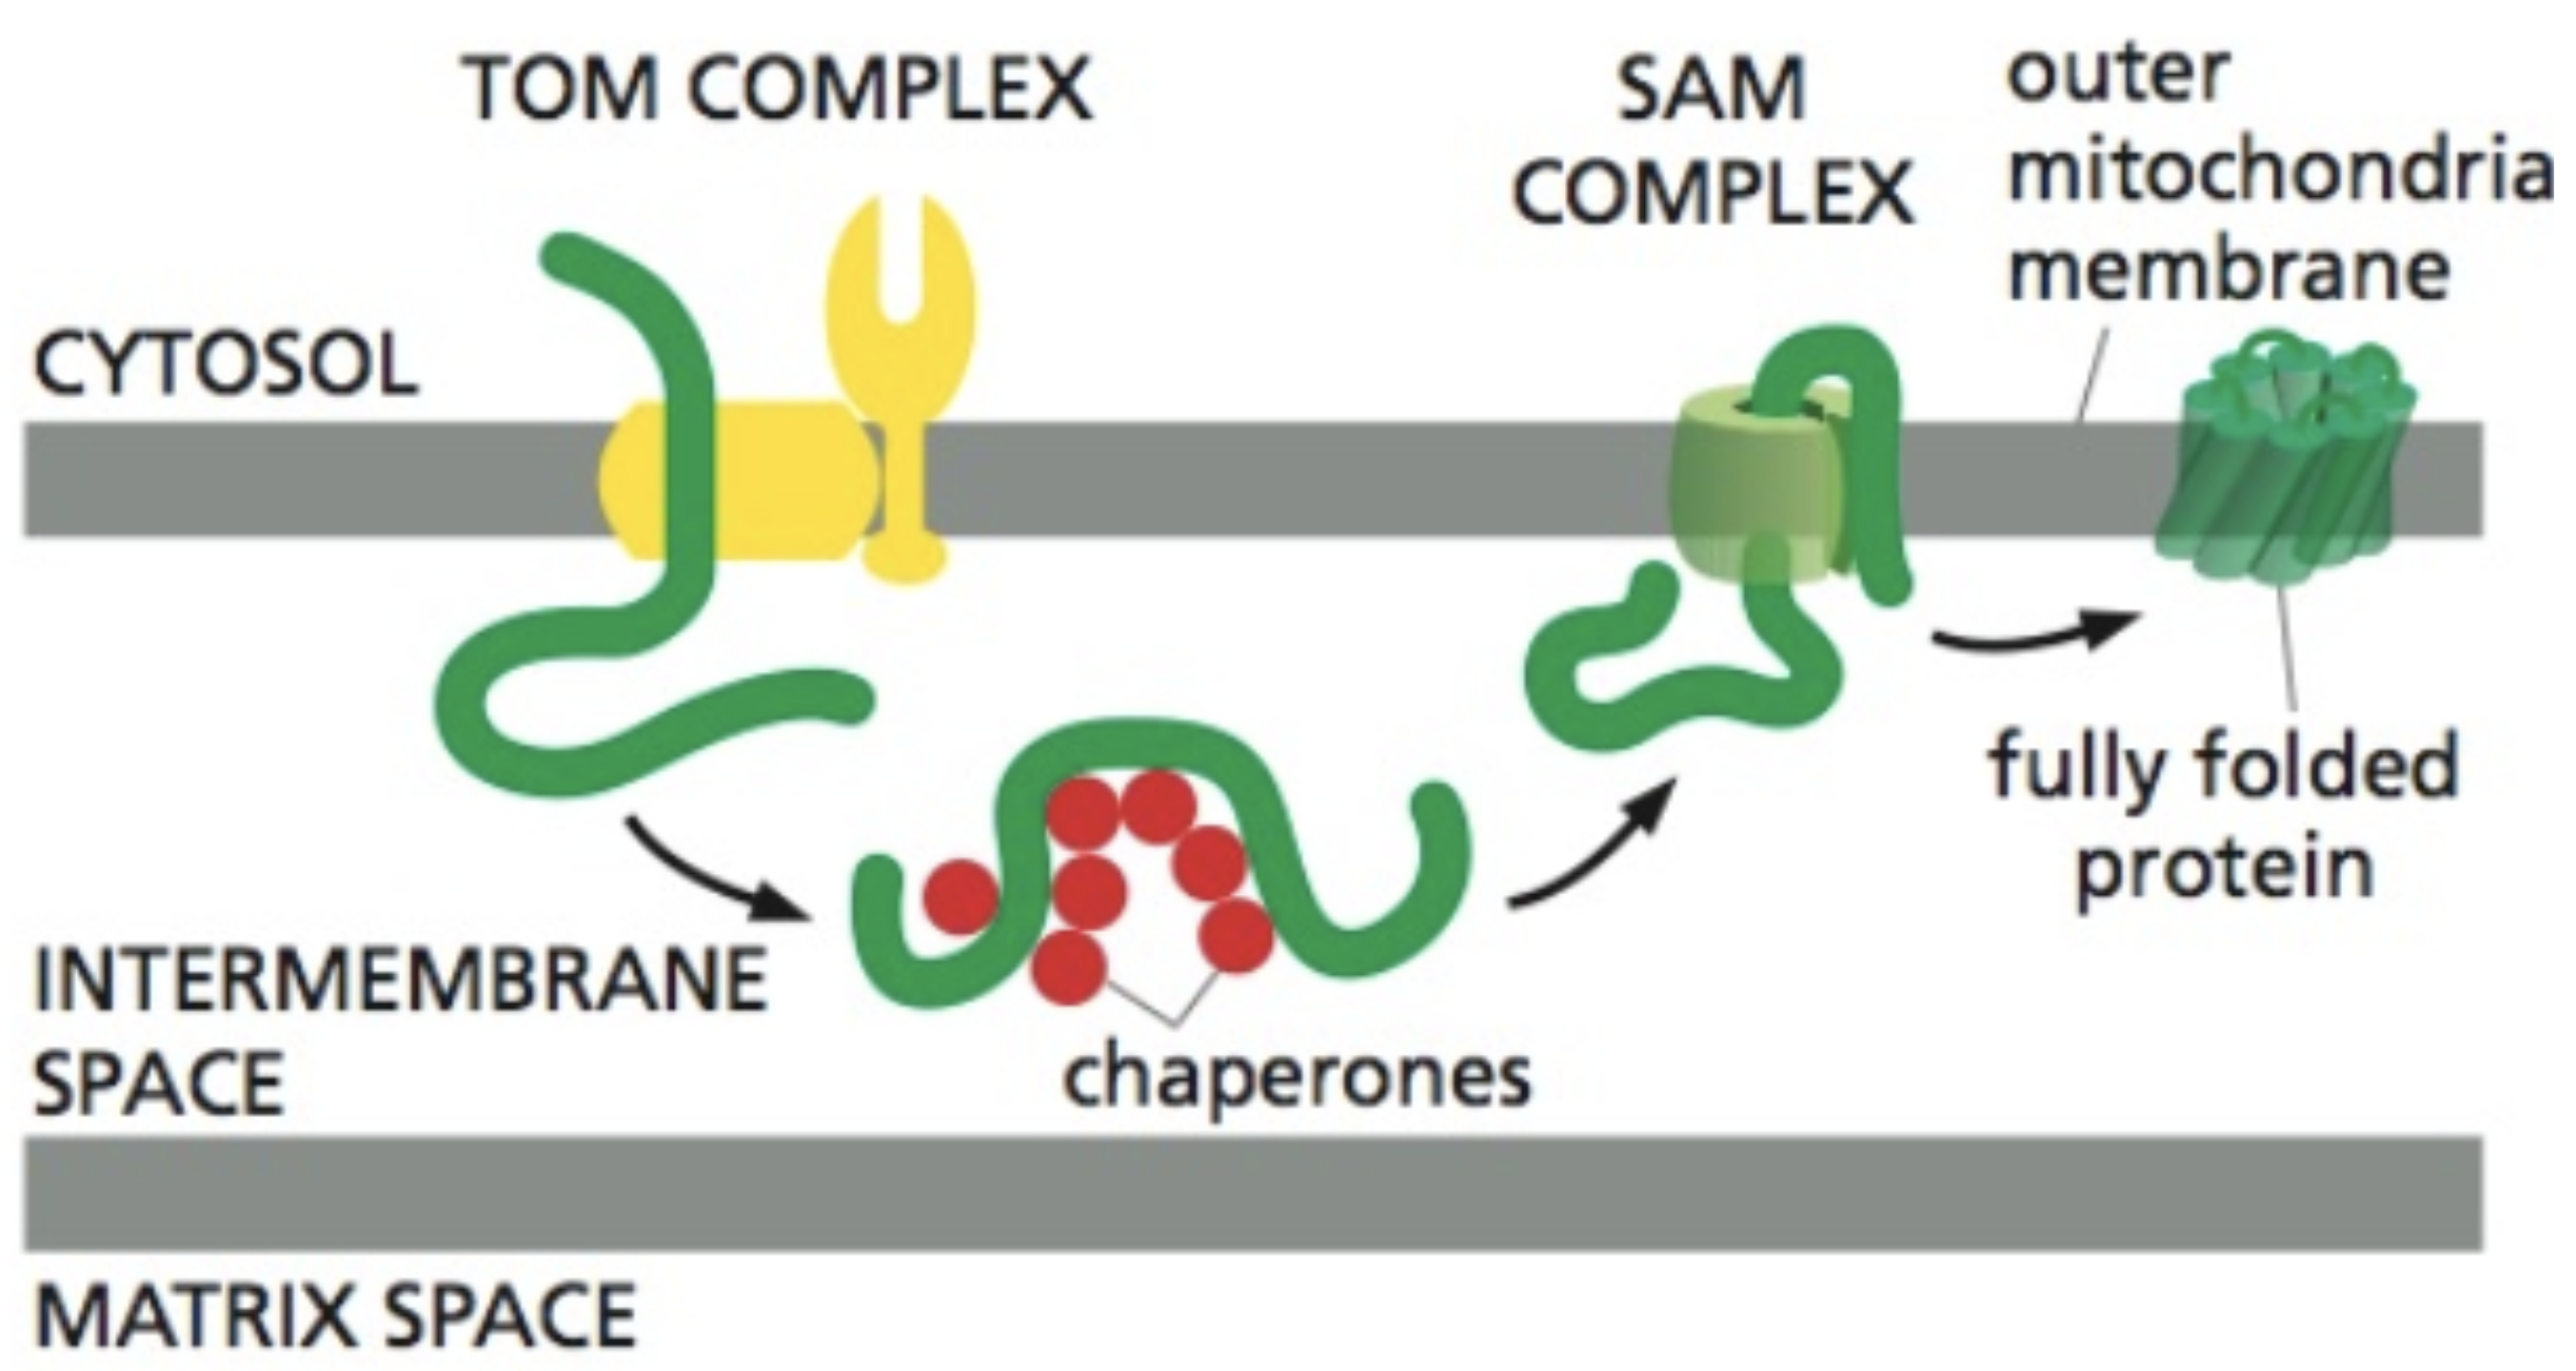 TOM COMPLEX
SAM
COMPLEX
outer
mitochondria
membrane
CYTOSOL
fully folded
protein
INTERMEMBRANE
SPACE
chaperones
MATRIX SPACE